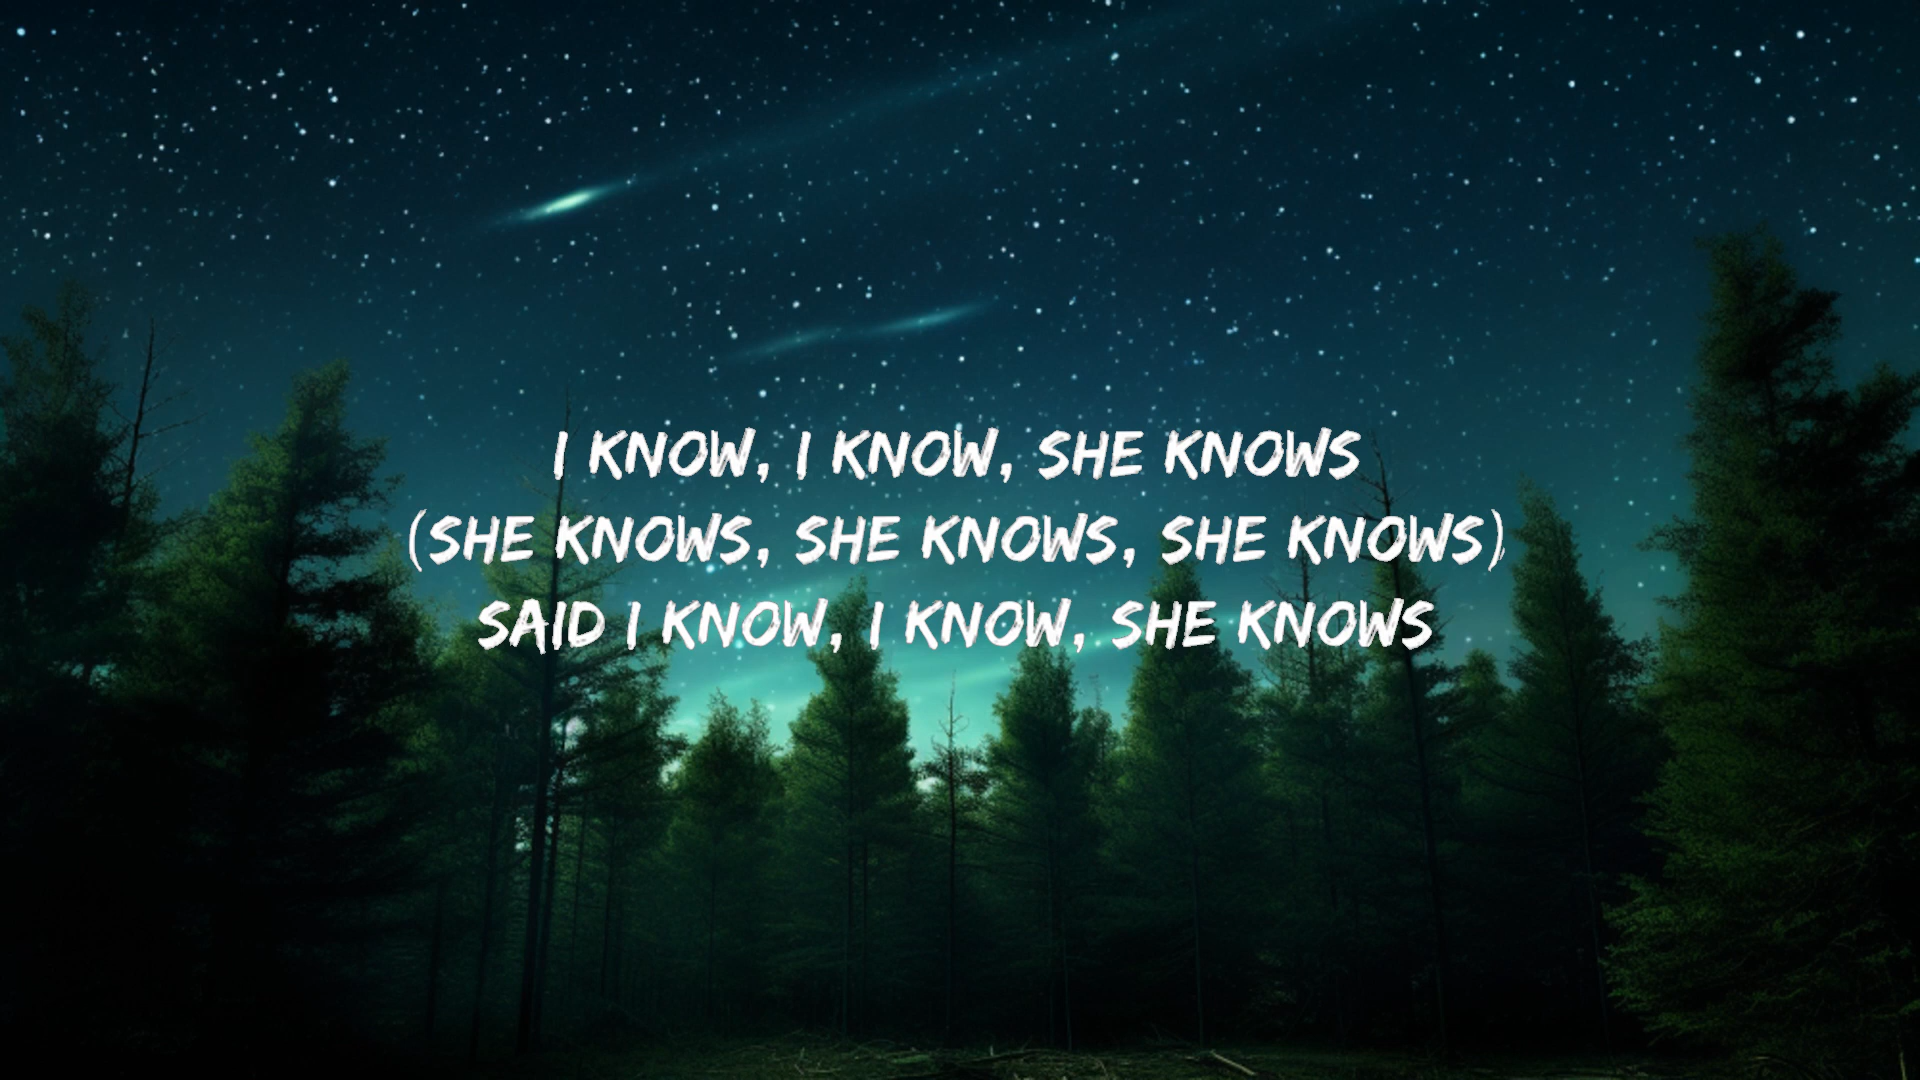 I KNOW, I KNOW, SHE KNOWS
(SHE KNOWS, SHE KNOWS, SHE KNOWS)
SAID I KNOW, I KNOW, SHE KNOWS